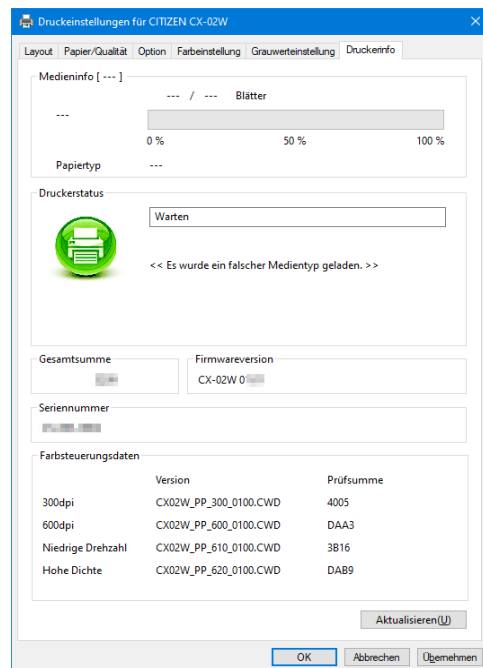 Druckeinstellungen für CITIZEN CX-02W
Layout Papier/Qualität Option Farbeinstellung Grauwerteinstellung Druckerinfo
Medieninfo [ --- ]
--- / --- Blätter
---
0 % 50 % 100 %
Papiertyp ---
Druckerstatus
Warten
<< Es wurde ein falscher Medientyp geladen. >>
Gesamtsumme Firmwareversion
CX-02W 0
Seriennummer
Farbsteuerungsdaten
Version Prüfsumme
300dpi CX02W_PP_300_0100.CWD 4005
600dpi CX02W_PP_600_0100.CWD DAA3
Niedrige Drehzahl CX02W_PP_610_0100.CWD 3B16
Hohe Dichte CX02W_PP_620_0100.CWD DAB9
Aktualisieren(U)
OK Abbrechen Übernehmen